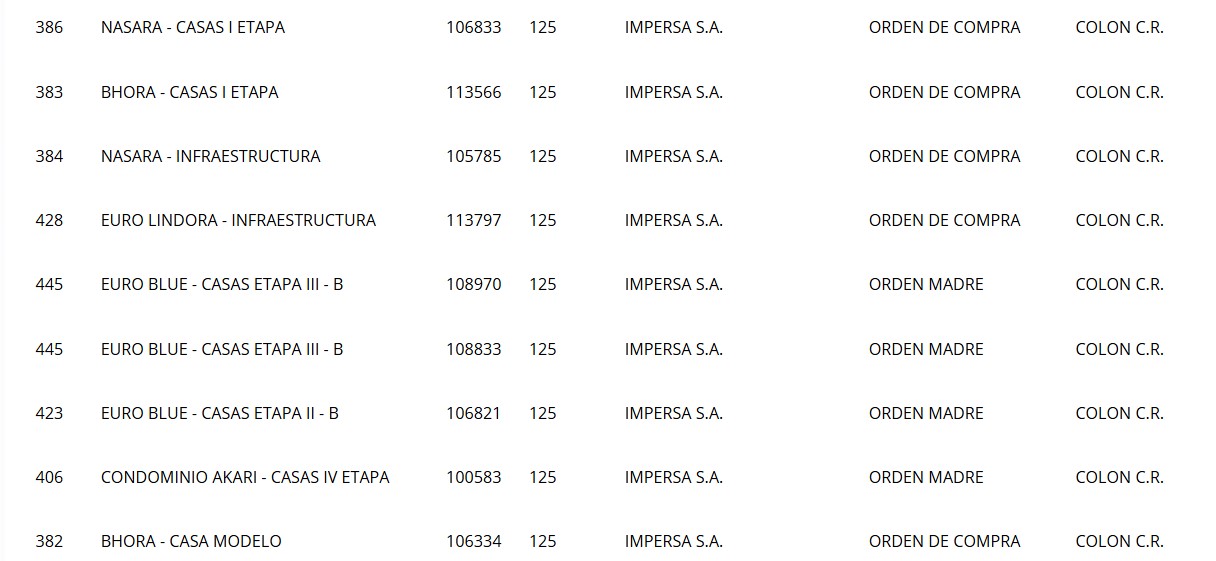 386 NASARA - CASAS I ETAPA 106833 125 IMPERSA S.A. ORDEN DE COMPRA COLON C.R.
383 BHORA - CASAS I ETAPA 113566 125 IMPERSA S.A. ORDEN DE COMPRA COLON C.R.
384 NASARA - INFRAESTRUCTURA 105785 125 IMPERSA S.A. ORDEN DE COMPRA COLON C.R.
428 EURO LINDORA - INFRAESTRUCTURA 113797 125 IMPERSA S.A. ORDEN DE COMPRA COLON C.R.
445 EURO BLUE - CASAS ETAPA III - B 108970 125 IMPERSA S.A. ORDEN MADRE COLON C.R.
445 EURO BLUE - CASAS ETAPA III - B 108833 125 IMPERSA S.A. ORDEN MADRE COLON C.R.
423 EURO BLUE - CASAS ETAPA II - B 106821 125 IMPERSA S.A. ORDEN MADRE COLON C.R.
406 CONDOMINIO AKARI - CASAS IV ETAPA 100583 125 IMPERSA S.A. ORDEN MADRE COLON C.R.
382 BHORA - CASA MODELO 106334 125 IMPERSA S.A. ORDEN DE COMPRA COLON C.R.